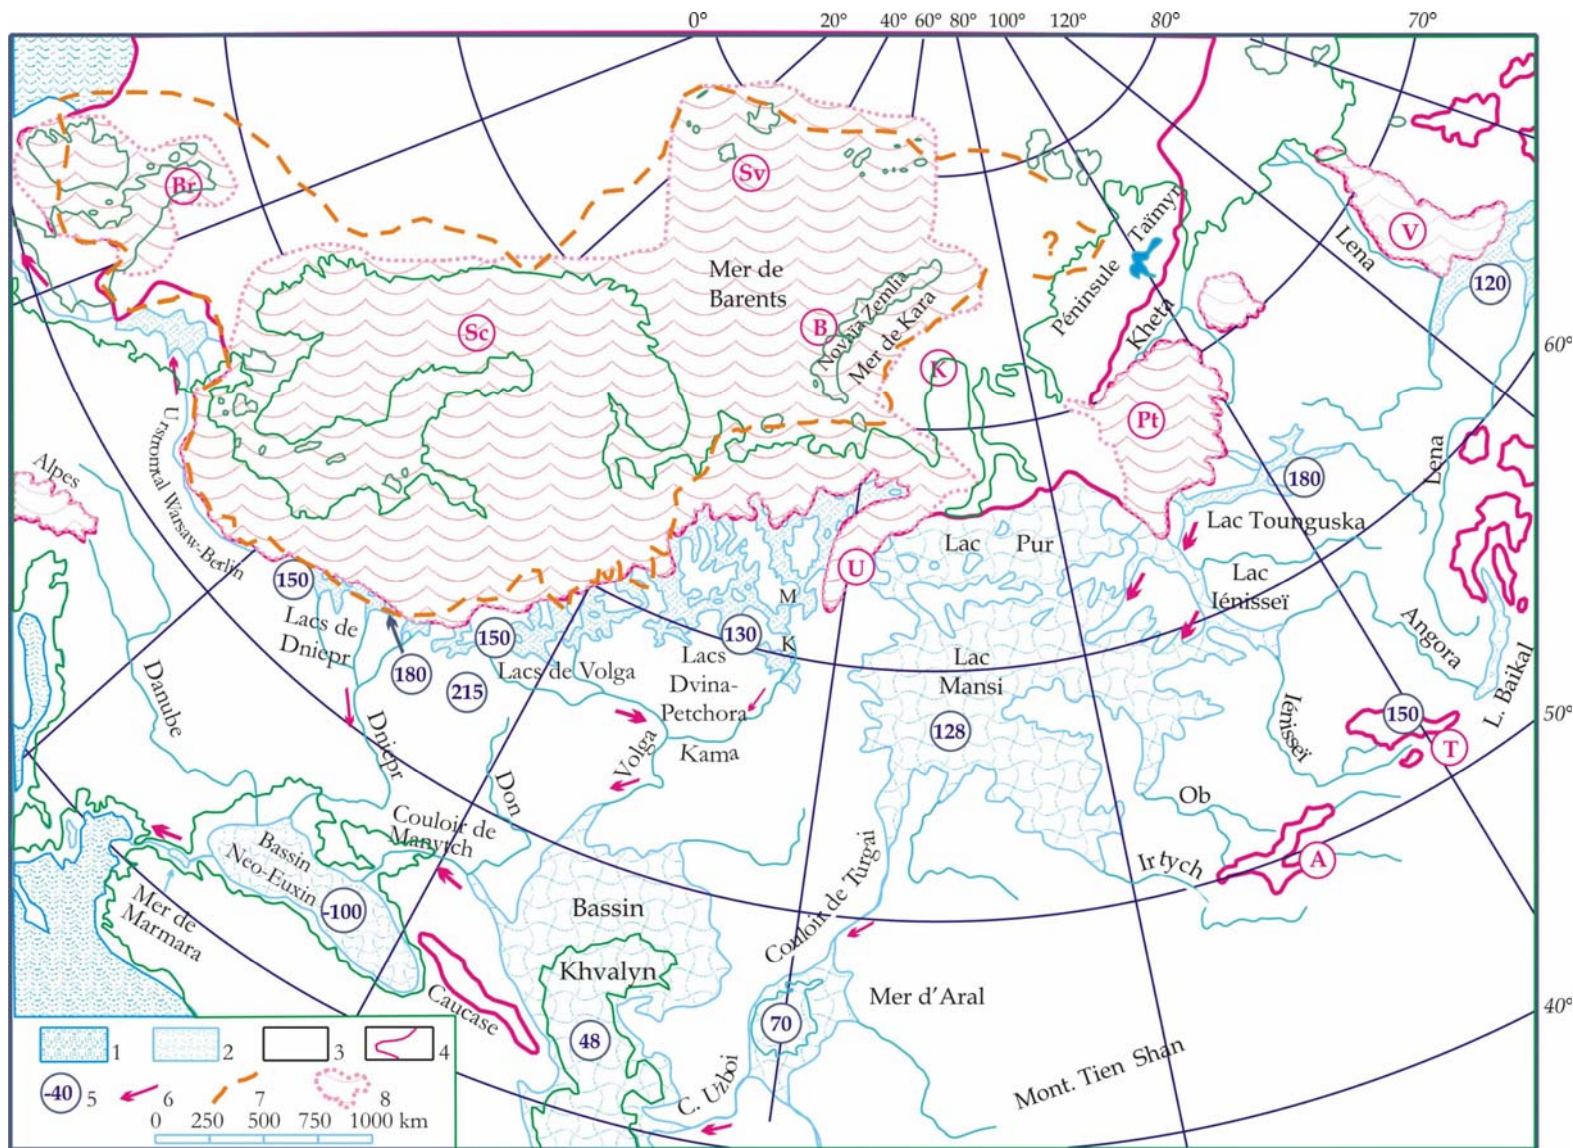 0° 20° 40° 60° 80° 100° 120° 80° 70°
Br
Sv
Mer de
Barents
B
Novaïa Zemlia
Mer de Kara
K
Sc
?
Péninsule Taïmyr
Kheta
Lena
V
120
60°
Pt
180
Lena
Alpes
Urstromtal Warsaw-Berlin
150
Lacs de
Dniepr
180
150
215
Lacs de Volga
130
M
K
Lacs
Dvina-
Petchora
U
Lac Pur
Lac Tounguska
Lac
Iénisseï
Lac
Mansi
128
Angora
L. Baikal
50°
Iénisseï
150
T
Danube
Dniepr
Don
Volga
Kama
Ob
Irtych
A
Couloir de
Manytch
Bassin
Neo-Euxin
-100
Mer de
Marmara
Caucase
Bassin
Khvalyn
48
Couloir de Turgai
Mer d'Aral
70
C. Uzboi
Mont. Tien Shan
40°
1 2 3 4
-40 5 6 7 8
0 250 500 750 1000 km